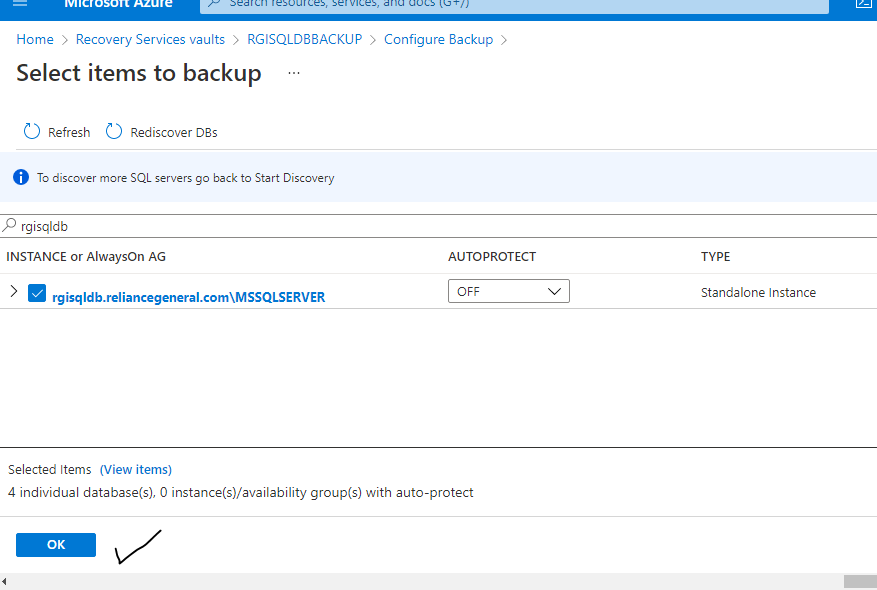 Microsoft Azure
Search resources, services, and docs (G+/)
Home > Recovery Services vaults > RGISQLDBBACKUP > Configure Backup >
Select items to backup ...
Refresh Rediscover DBs
To discover more SQL servers go back to Start Discovery
rgisqldb
INSTANCE or AlwaysOn AG AUTOPROTECT TYPE
rgisqldb.reliancegeneral.com\MSSQLSERVER OFF Standalone Instance
Selected Items (View items)
4 individual database(s), 0 instance(s)/availability group(s) with auto-protect
OK